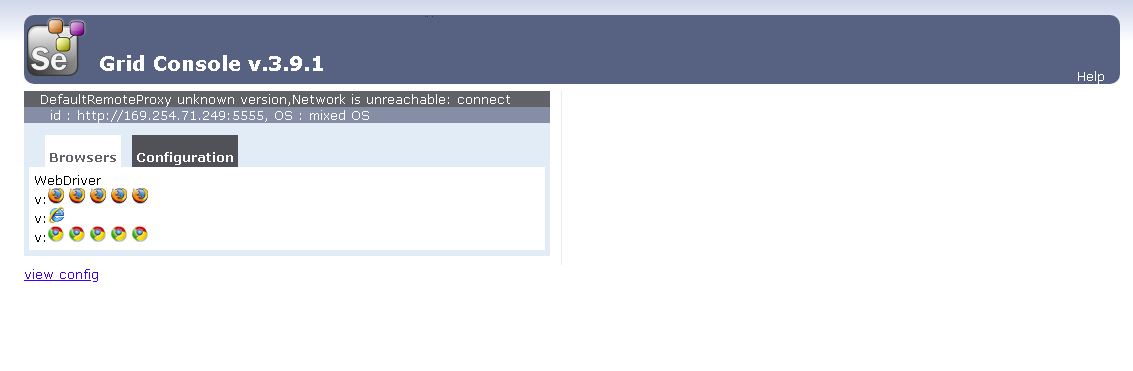 Se
Grid Console v.3.9.1
Help
DefaultRemoteProxy unknown version,Network is unreachable: connect
id : http://169.254.71.249:5555, OS : mixed OS
Browsers Configuration
WebDriver
v:
v:
v:
view config